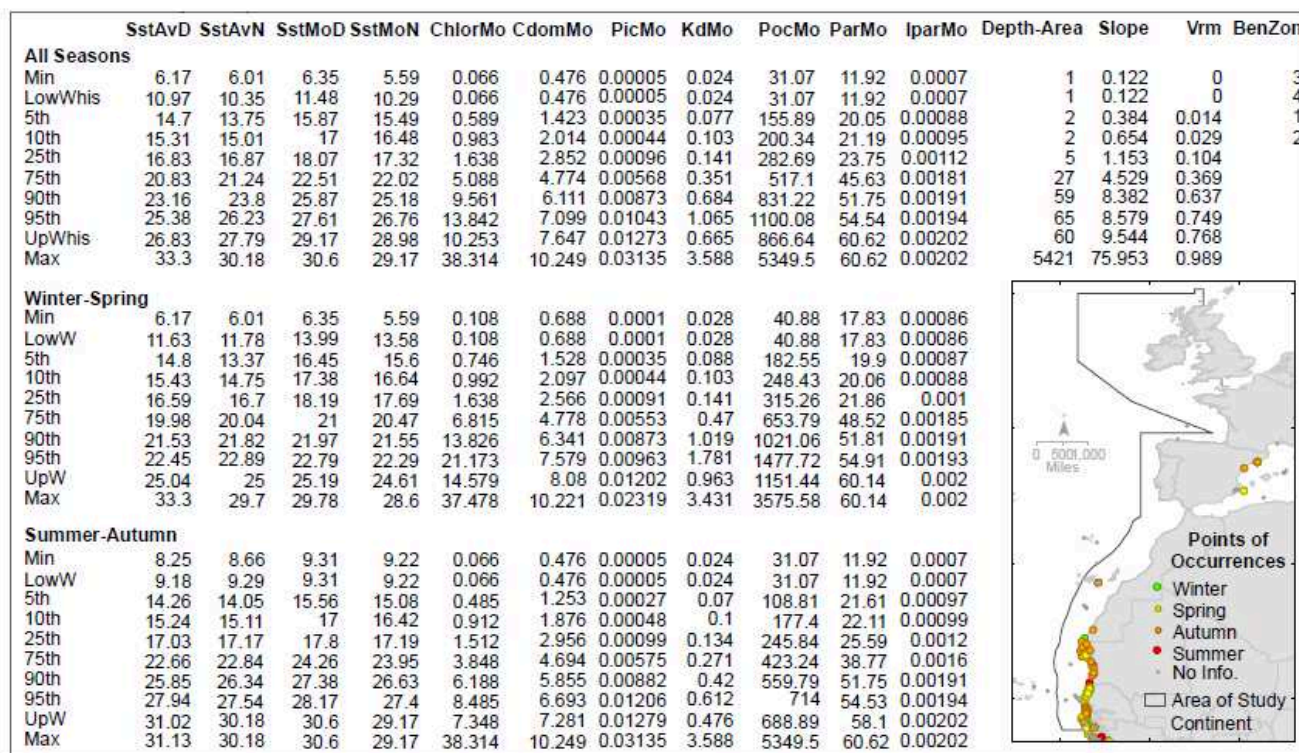 SstAvD SstAvN SstMoD SstMoN ChlorMo CdomMo PicMo KdMo PocMo ParMo IparMo Depth-Area Slope Vrm BenZon
All Seasons
Min 6.17 6.01 6.35 5.59 0.066 0.476 0.00005 0.024 31.07 11.92 0.0007 1 0.122 0 3
LowWhis 10.97 10.35 11.48 10.29 0.066 0.476 0.00005 0.024 31.07 11.92 0.0007 1 0.122 0 4
5th 14.7 13.75 15.87 15.49 0.589 1.423 0.00035 0.077 155.89 20.05 0.00088 2 0.384 0.014 1
10th 15.31 15.01 17 16.48 0.983 2.014 0.00044 0.103 200.34 21.19 0.00095 2 0.654 0.029 2
25th 16.83 16.87 18.07 17.32 1.638 2.852 0.00096 0.141 282.69 23.75 0.00112 5 1.153 0.104
75th 20.83 21.24 22.51 22.02 5.088 4.774 0.00568 0.351 517.1 45.63 0.00181 27 4.529 0.369
90th 23.16 23.8 25.87 25.18 9.561 6.111 0.00873 0.684 831.22 51.75 0.00191 59 8.382 0.637
95th 25.38 26.23 27.61 26.76 13.842 7.099 0.01043 1.065 1100.08 54.54 0.00194 65 8.579 0.749
UpWhis 26.83 27.79 29.17 28.98 10.253 7.647 0.01273 0.665 866.64 60.62 0.00202 60 9.544 0.768
Max 33.3 30.18 30.6 29.17 38.314 10.249 0.03135 3.588 5349.5 60.62 0.00202 5421 75.953 0.989
Winter-Spring
Min 6.17 6.01 6.35 5.59 0.108 0.688 0.0001 0.028 40.88 17.83 0.00086
LowW 11.63 11.78 13.99 13.58 0.108 0.688 0.0001 0.028 40.88 17.83 0.00086
5th 14.8 13.37 16.45 15.6 0.746 1.528 0.00035 0.088 182.55 19.9 0.00087
10th 15.43 14.75 17.38 16.64 0.992 2.097 0.00044 0.103 248.43 20.06 0.00088
25th 16.59 16.7 18.19 17.69 1.638 2.566 0.00091 0.141 315.26 21.86 0.001
75th 19.98 20.04 21 20.47 6.815 4.778 0.00553 0.47 653.79 48.52 0.00185
90th 21.53 21.82 21.97 21.55 13.826 6.341 0.00873 1.019 1021.06 51.81 0.00191
95th 22.45 22.89 22.79 22.29 21.173 7.579 0.00963 1.781 1477.72 54.91 0.00193
UpW 25.04 25 25.19 24.61 14.579 8.08 0.01202 0.963 1151.44 60.14 0.002
Max 33.3 29.7 29.78 28.6 37.478 10.221 0.02319 3.431 3575.58 60.14 0.002
Summer-Autumn
Min 8.25 8.66 9.31 9.22 0.066 0.476 0.00005 0.024 31.07 11.92 0.0007
LowW 9.18 9.29 9.31 9.22 0.066 0.476 0.00005 0.024 31.07 11.92 0.0007
5th 14.26 14.05 15.56 15.08 0.485 1.253 0.00027 0.07 108.81 21.61 0.00097
10th 15.24 15.11 17 16.42 0.912 1.876 0.00048 0.1 177.4 22.11 0.00099
25th 17.03 17.17 17.8 17.19 1.512 2.956 0.00099 0.134 245.84 25.59 0.0012
75th 22.66 22.84 24.26 23.95 3.848 4.694 0.00575 0.271 423.24 38.77 0.0016
90th 25.85 26.34 27.38 26.63 6.188 5.855 0.00882 0.42 559.79 51.75 0.00191
95th 27.94 27.54 28.17 27.4 8.485 6.693 0.01206 0.612 714 54.53 0.00194
UpW 31.02 30.18 30.6 29.17 7.348 7.281 0.01279 0.476 688.89 58.1 0.00202
Max 31.13 30.18 30.6 29.17 38.314 10.249 0.03135 3.588 5349.5 60.62 0.00202
Miles
Points of
Occurrences
Winter
Spring
Autumn
Summer
No Info.
Area of Study
Continent